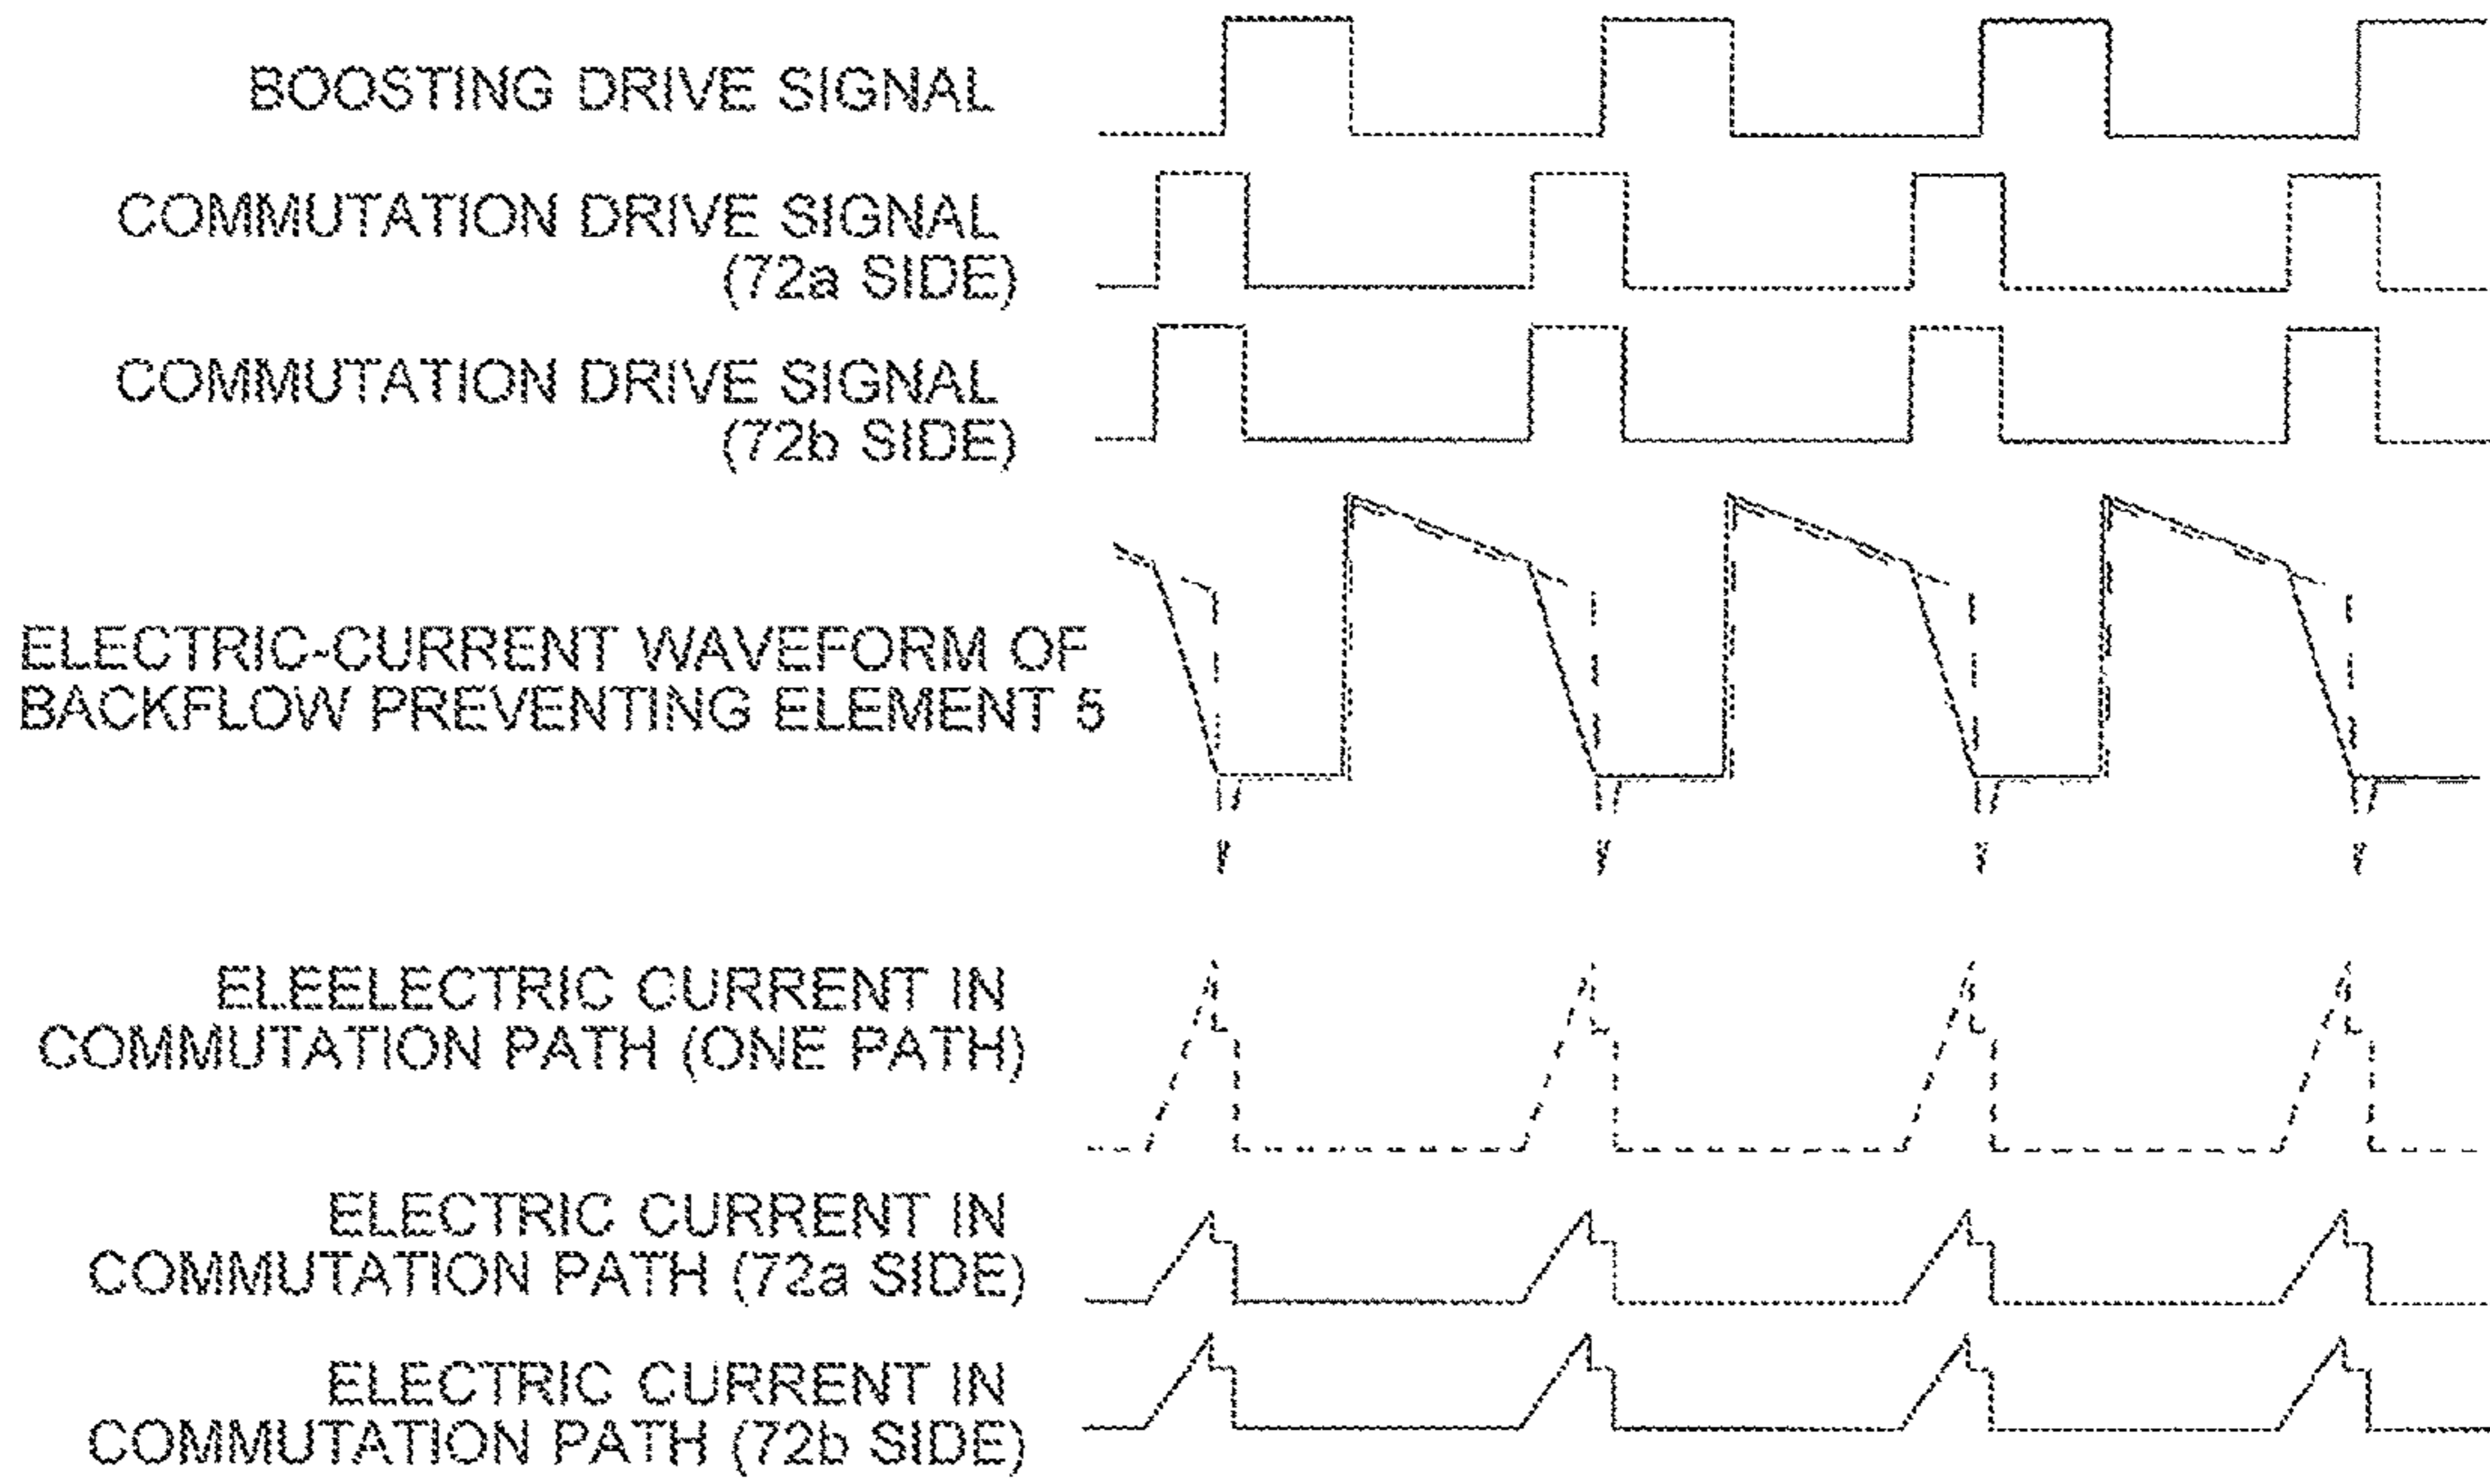 BOOSTING DRIVE SIGNAL
COMMUTATION DRIVE SIGNAL
(72a SIDE)
COMMUTATION DRIVE SIGNAL
(72b SIDE)
ELECTRIC-CURRENT WAVEFORM OF
BACKFLOW PREVENTING ELEMENT 5
ELEELECTRIC CURRENT IN
COMMUTATION PATH (ONE PATH)
ELECTRIC CURRENT IN
COMMUTATION PATH (72a SIDE)
ELECTRIC CURRENT IN
COMMUTATION PATH (72b SIDE)